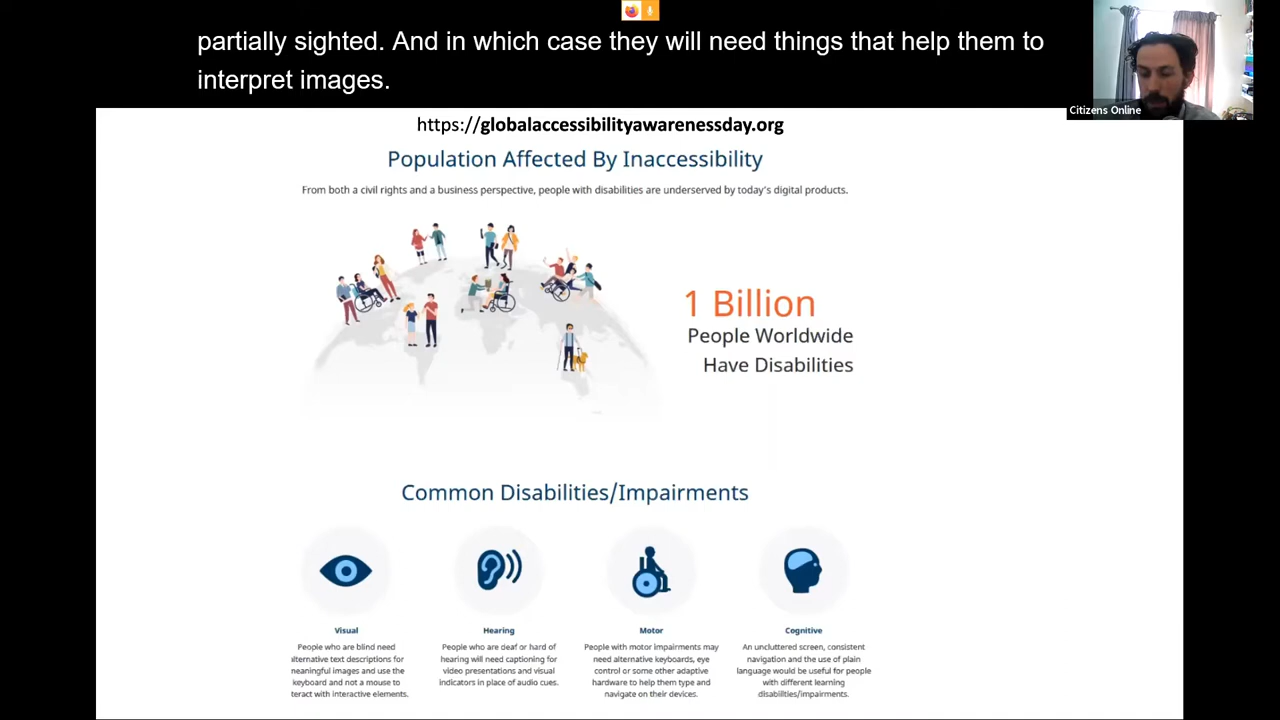 partially sighted. And in which case they will need things that help them to
interpret images.
Citizens Online
https://globalaccessibilityawarenessday.org
Population Affected By Inaccessibility
From both a civil rights and a business perspective, people with disabilities are underserved by today's digital products.
1 Billion
People Worldwide
Have Disabilities
Common Disabilities/Impairments
Visual
People who are blind need
lternative text descriptions for
neaningful images and use the
keyboard and not a mouse to
teract with interactive elements.
Hearing
People who are deaf or hard of
hearing will need captioning for
video presentations and visual
indicators in place of audio cues.
Motor
People with motor impairments may
need alternative keyboards, eye
control or some other adaptive
hardware to help them type and
navigate on their devices.
Cognitive
An uncluttered screen, consistent
navigation and the use of plain
language would be useful for people
with different learning
disabilities/impairments.